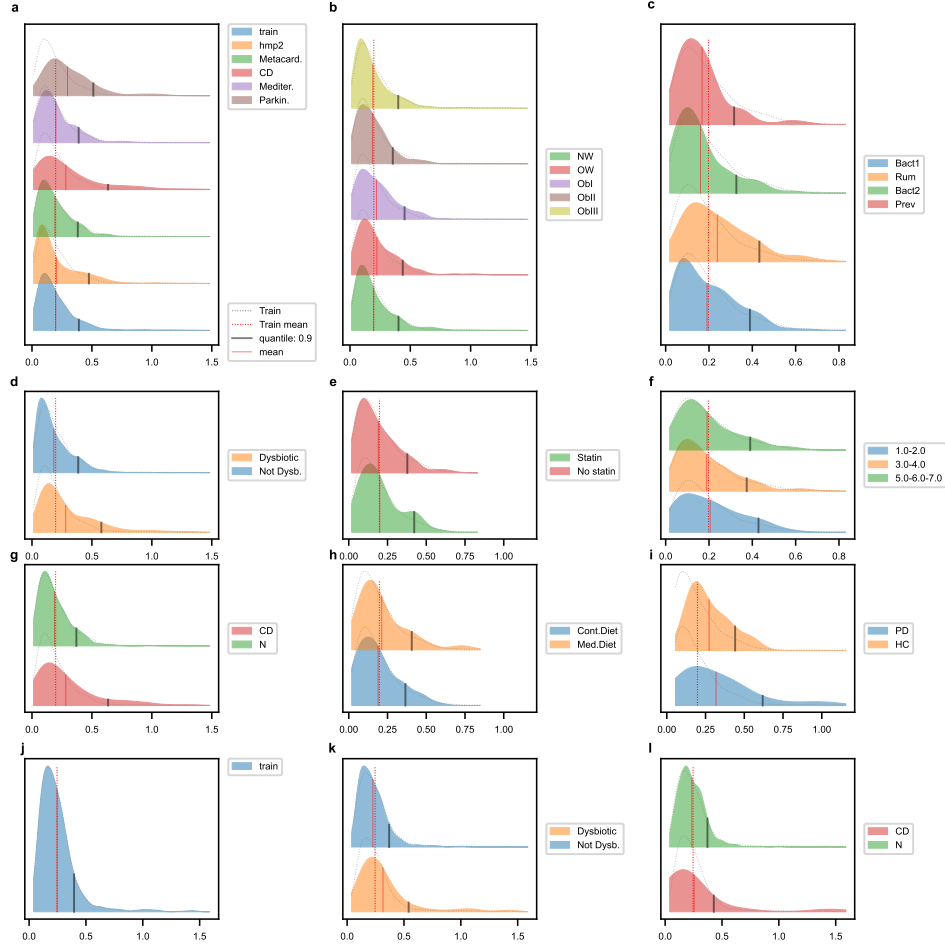 a
0.0 0.5 1.0 1.5
train
hmp2
Metacard.
CD
Mediter.
Parkin.
Train
Train mean
quantile: 0.9
mean
b
0.0 0.5 1.0 1.5
NW
OW
ObI
ObII
ObIII
c
0.0 0.2 0.4 0.6 0.8
Bact1
Rum
Bact2
Prev
d
0.0 0.5 1.0 1.5
Dysbiotic
Not Dysb.
e
0.00 0.25 0.50 0.75 1.00
Statin
No statin
f
0.0 0.2 0.4 0.6 0.8
1.0-2.0
3.0-4.0
5.0-6.0-7.0
g
0.0 0.5 1.0 1.5
CD
N
h
0.00 0.25 0.50 0.75 1.00
Cont.Diet
Med.Diet
i
0.00 0.25 0.50 0.75 1.00
PD
HC
j
0.0 0.5 1.0 1.5
train
k
0.0 0.5 1.0 1.5
Dysbiotic
Not Dysb.
l
0.0 0.5 1.0 1.5
CD
N